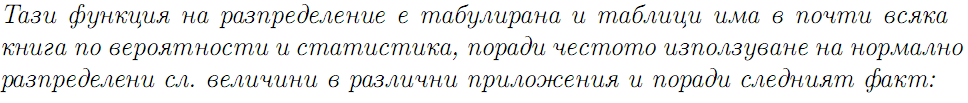 Тази функция на разпределение е табулирана и таблици има в почти всяка
книга по вероятности и статистика, поради честото използуване на нормално
разпределени сл. величини в различни приложения и поради следният факт: